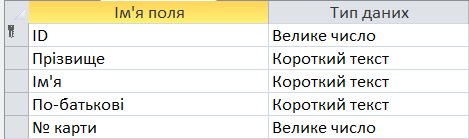 Ім'я поля Тип даних
ID Велике число
Прізвище Короткий текст
Ім'я Короткий текст
По-батькові Короткий текст
№ карти Велике число